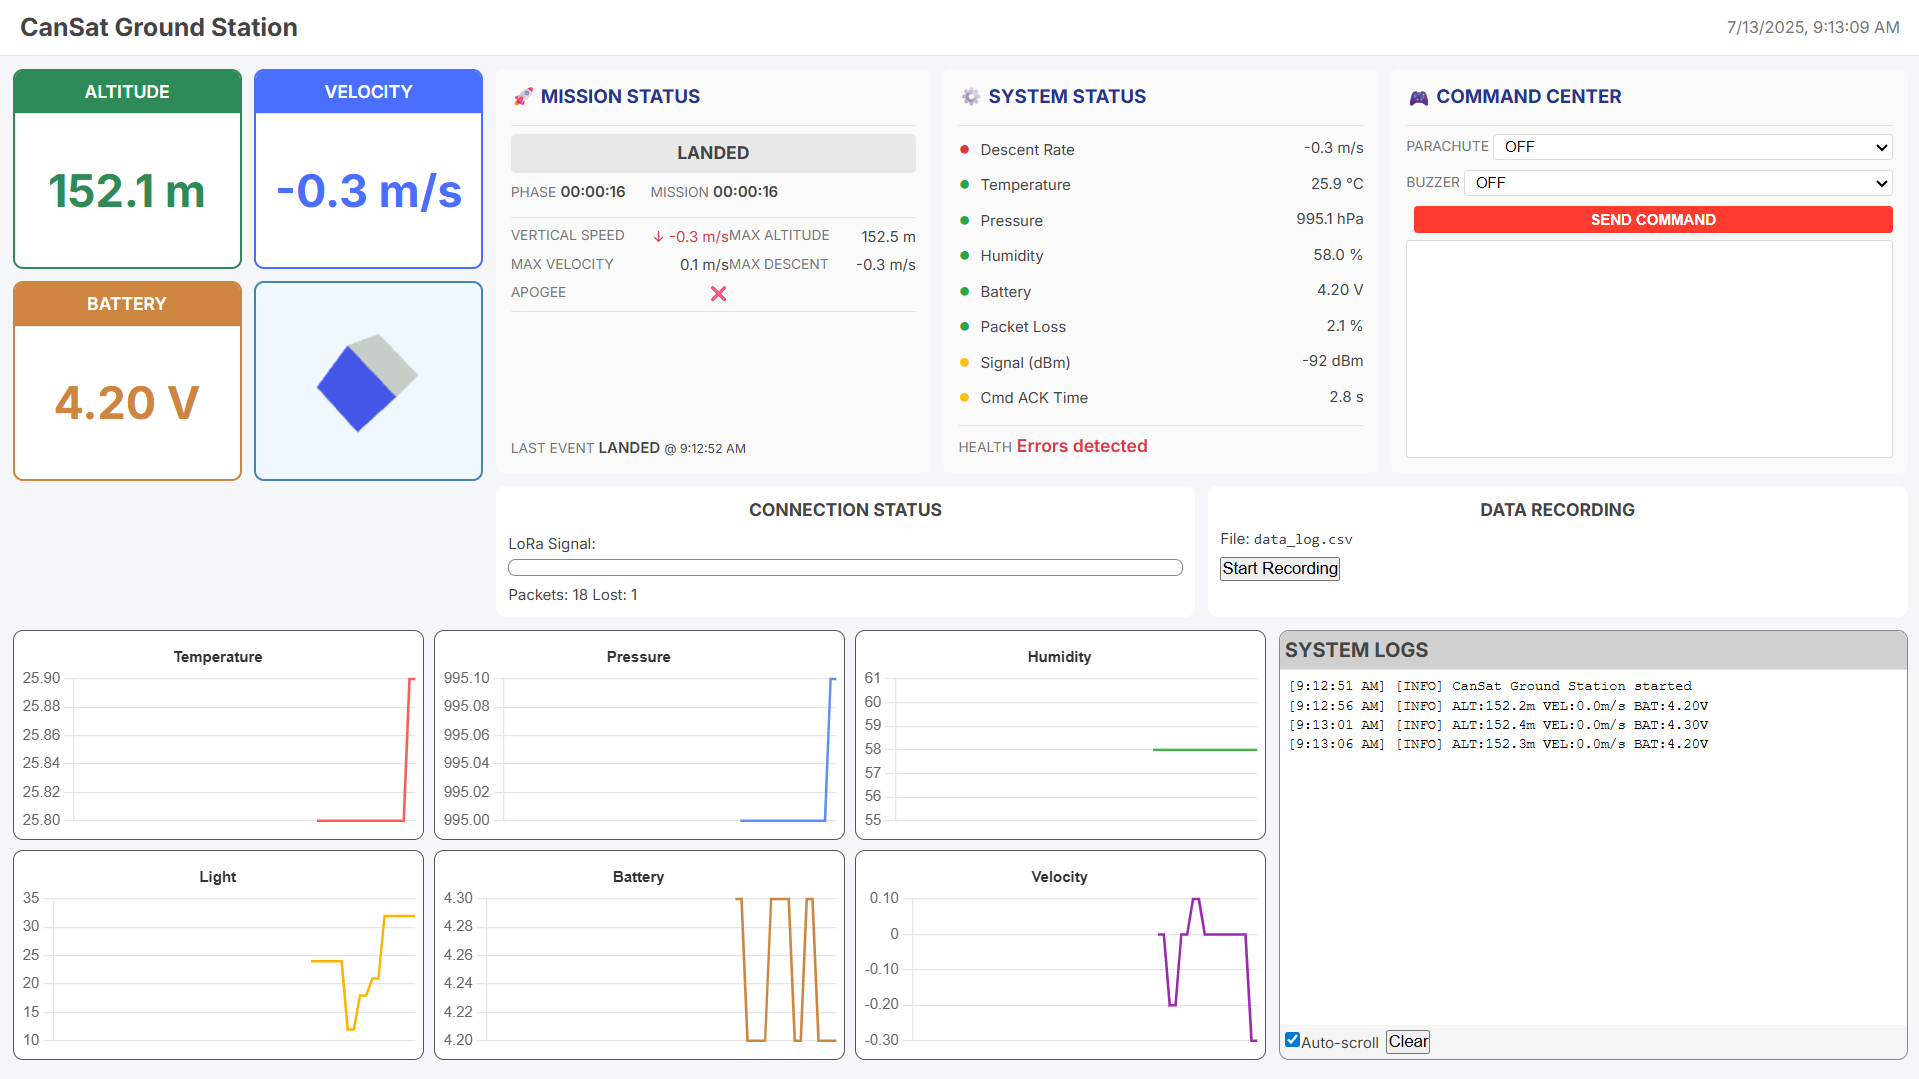 CanSat Ground Station
7/13/2025, 9:13:09 AM
ALTITUDE
152.1 m
VELOCITY
-0.3 m/s
BATTERY
4.20 V
🚀 MISSION STATUS
LANDED
PHASE 00:00:16 MISSION 00:00:16
VERTICAL SPEED ↓ -0.3 m/s MAX ALTITUDE 152.5 m
MAX VELOCITY 0.1 m/s MAX DESCENT -0.3 m/s
APOGEE ❌
LAST EVENT LANDED @ 9:12:52 AM
⚙️ SYSTEM STATUS
Descent Rate -0.3 m/s
Temperature 25.9 °C
Pressure 995.1 hPa
Humidity 58.0 %
Battery 4.20 V
Packet Loss 2.1 %
Signal (dBm) -92 dBm
Cmd ACK Time 2.8 s
HEALTH Errors detected
🎮 COMMAND CENTER
PARACHUTE OFF
BUZZER OFF
SEND COMMAND
CONNECTION STATUS
LoRa Signal:
Packets: 18 Lost: 1
DATA RECORDING
File: data_log.csv
Start Recording
Temperature
25.90
25.88
25.86
25.84
25.82
25.80
Pressure
995.10
995.08
995.06
995.04
995.02
995.00
Humidity
61
60
59
58
57
56
55
Light
35
30
25
20
15
10
Battery
4.30
4.28
4.26
4.24
4.22
4.20
Velocity
0.10
0
-0.10
-0.20
-0.30
SYSTEM LOGS
[9:12:51 AM] [INFO] CanSat Ground Station started
[9:12:56 AM] [INFO] ALT:152.2m VEL:0.0m/s BAT:4.20V
[9:13:01 AM] [INFO] ALT:152.4m VEL:0.0m/s BAT:4.30V
[9:13:06 AM] [INFO] ALT:152.3m VEL:0.0m/s BAT:4.20V
Auto-scroll Clear